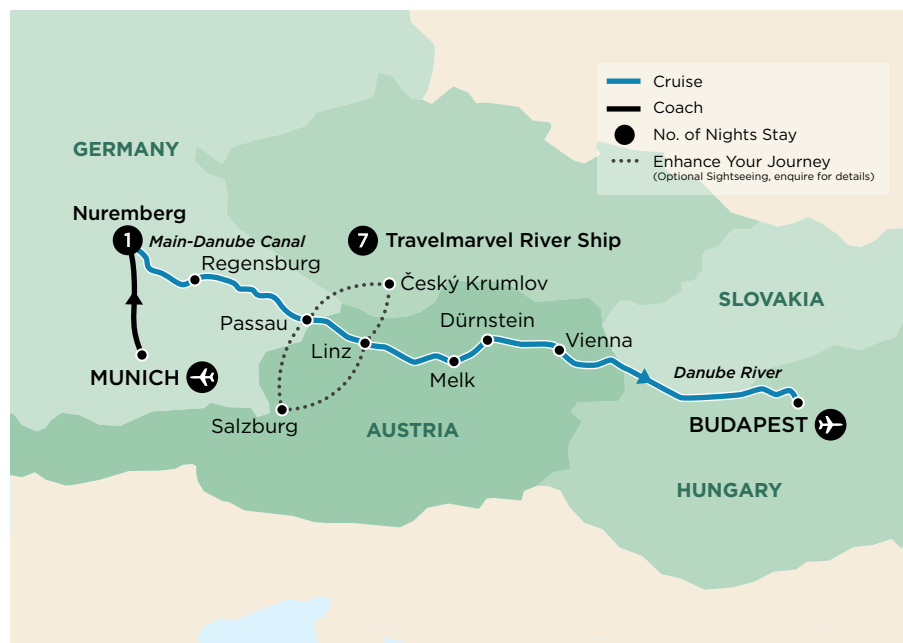 Cruise
Coach
No. of Nights Stay
Enhance Your Journey
(Optional Sightseeing, enquire for details)
GERMANY
Nuremberg
1
Main-Danube Canal
7 Travelmarvel River Ship
Regensburg
Český Krumlov
SLOVAKIA
Passau
Dürnstein
Linz
Vienna
MUNICH
Melk
Danube River
Salzburg
AUSTRIA
BUDAPEST
HUNGARY